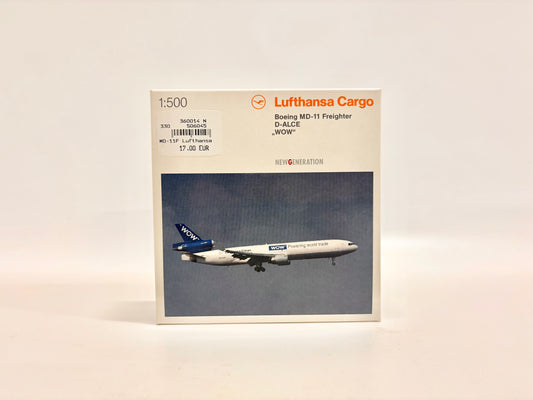 1:500
360014 N
330 506045
MD-11F Lufthansa
17.00 EUR
Lufthansa Cargo
Boeing MD-11 Freighter
D-ALCE
„WOW“
NEWGENERATION
WOW
WOW Powering world trade